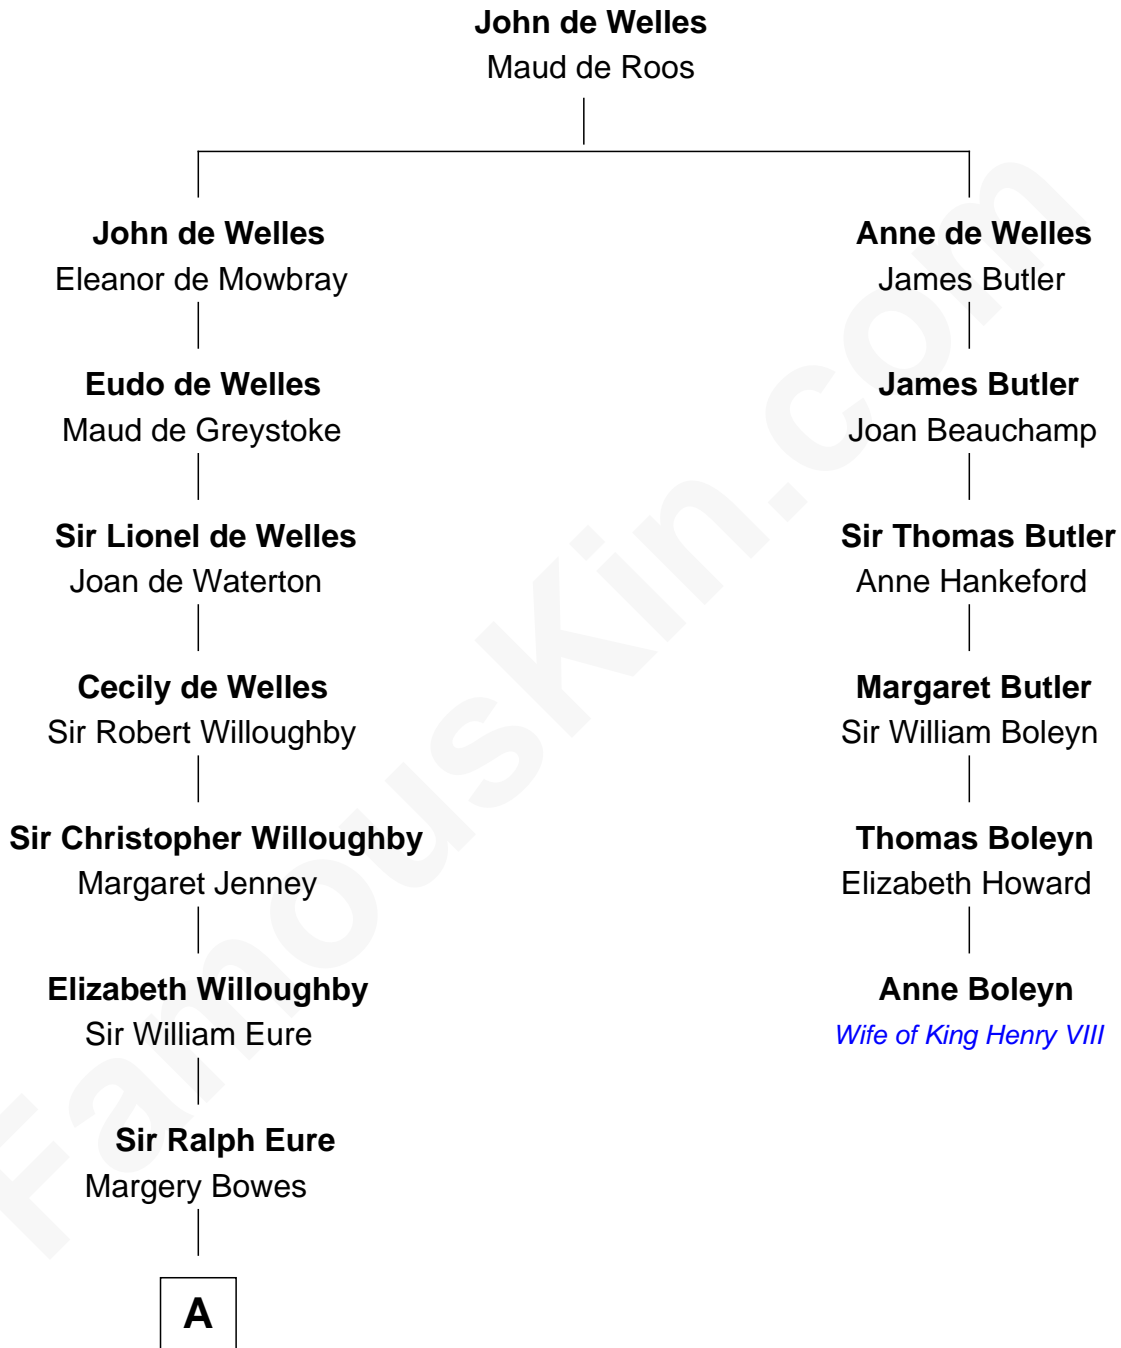 John de Welles
Maud de Roos
John de Welles
Eleanor de Mowbray
Eudo de Welles
Maud de Greystoke
Sir Lionel de Welles
Joan de Waterton
Cecily de Welles
Sir Robert Willoughby
Sir Christopher Willoughby
Margaret Jenney
Elizabeth Willoughby
Sir William Eure
Sir Ralph Eure
Margery Bowes
A
Anne de Welles
James Butler
James Butler
Joan Beauchamp
Sir Thomas Butler
Anne Hankeford
Margaret Butler
Sir William Boleyn
Thomas Boleyn
Elizabeth Howard
Anne Boleyn
Wife of King Henry VIII
FamousKin.com